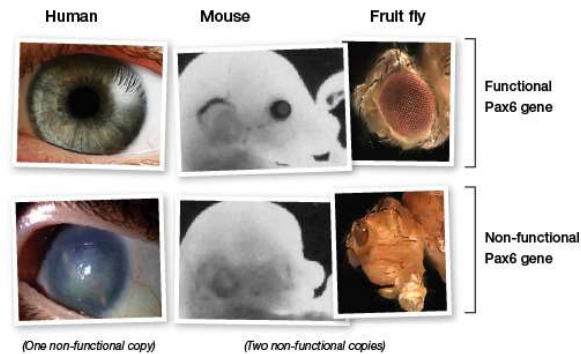 Human Mouse Fruit fly
Functional
Pax6 gene
Non-functional
Pax6 gene
(One non-functional copy) (Two non-functional copies)